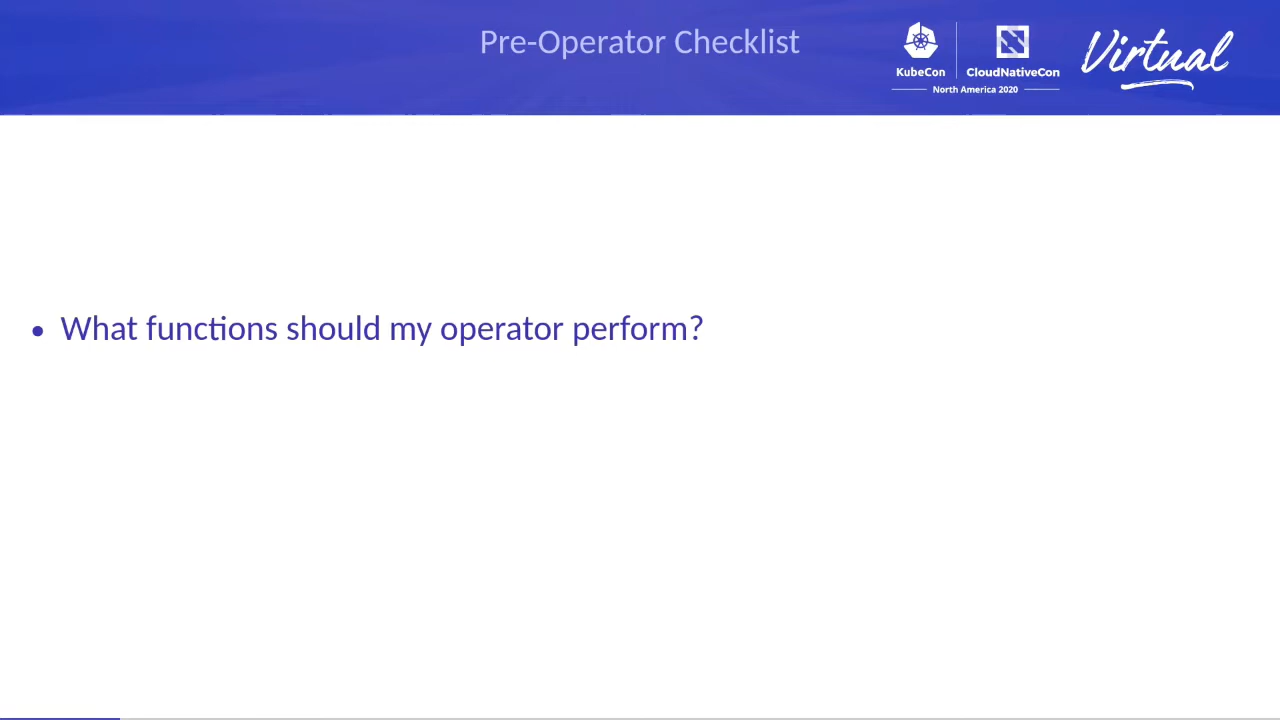 Pre-Operator Checklist
KubeCon
CloudNativeCon
North America 2020
Virtual
• What functions should my operator perform?